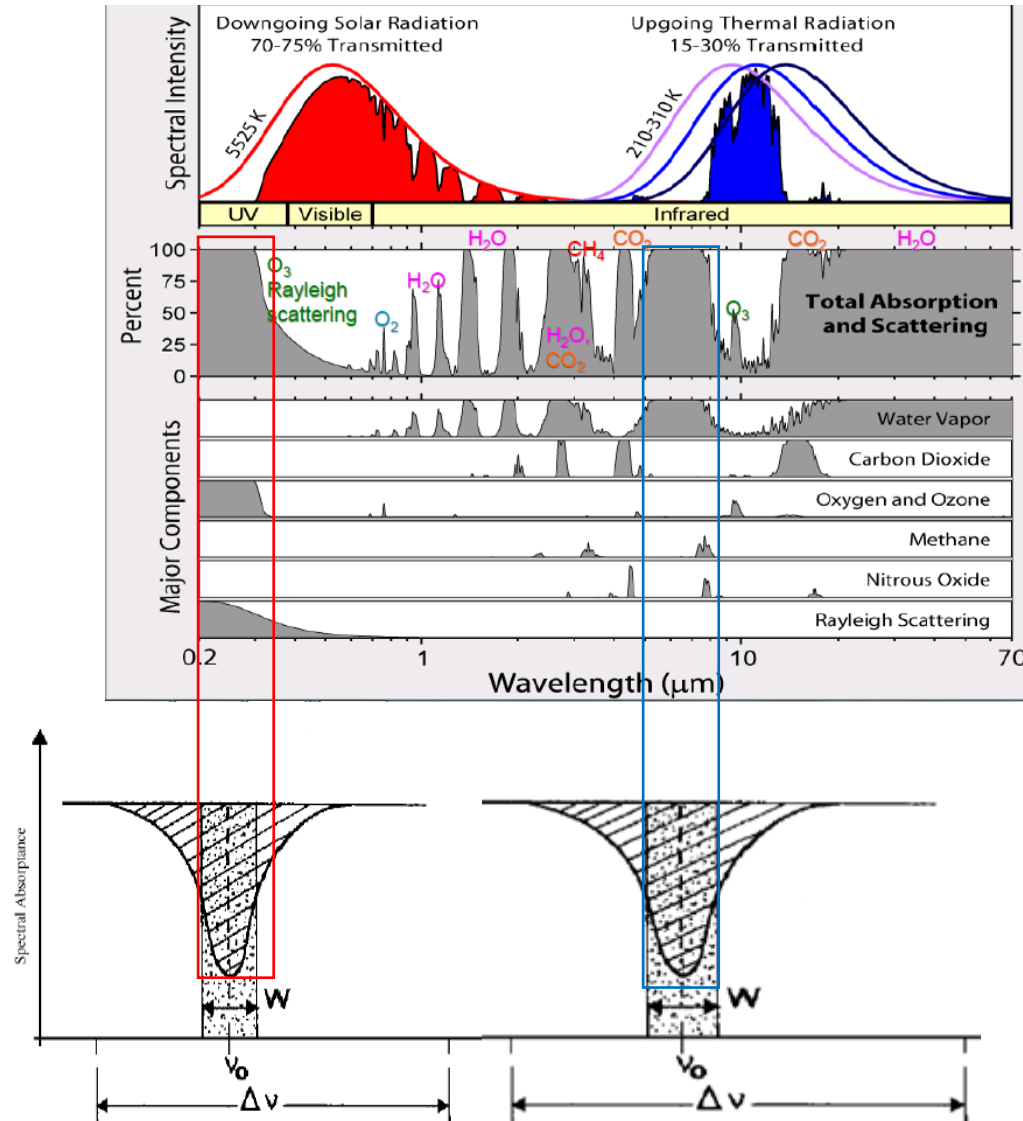 Downgoing Solar Radiation
70-75% Transmitted
Upgoing Thermal Radiation
15-30% Transmitted
Spectral Intensity
5525 K
210-310 K
UV
Visible
Infrared
Percent
100
75
50
25
0
O₃
Rayleigh
scattering
O₂
H₂O
H₂O
CH₄
H₂O,
CO₂
CO₂
O₃
CO₂
H₂O
Total Absorption
and Scattering
Major Components
Water Vapor
Carbon Dioxide
Oxygen and Ozone
Methane
Nitrous Oxide
Rayleigh Scattering
0.2
1
10
70
Wavelength (μm)
Spectral Absorptance
W
ν₀
Δν
W
ν₀
Δν